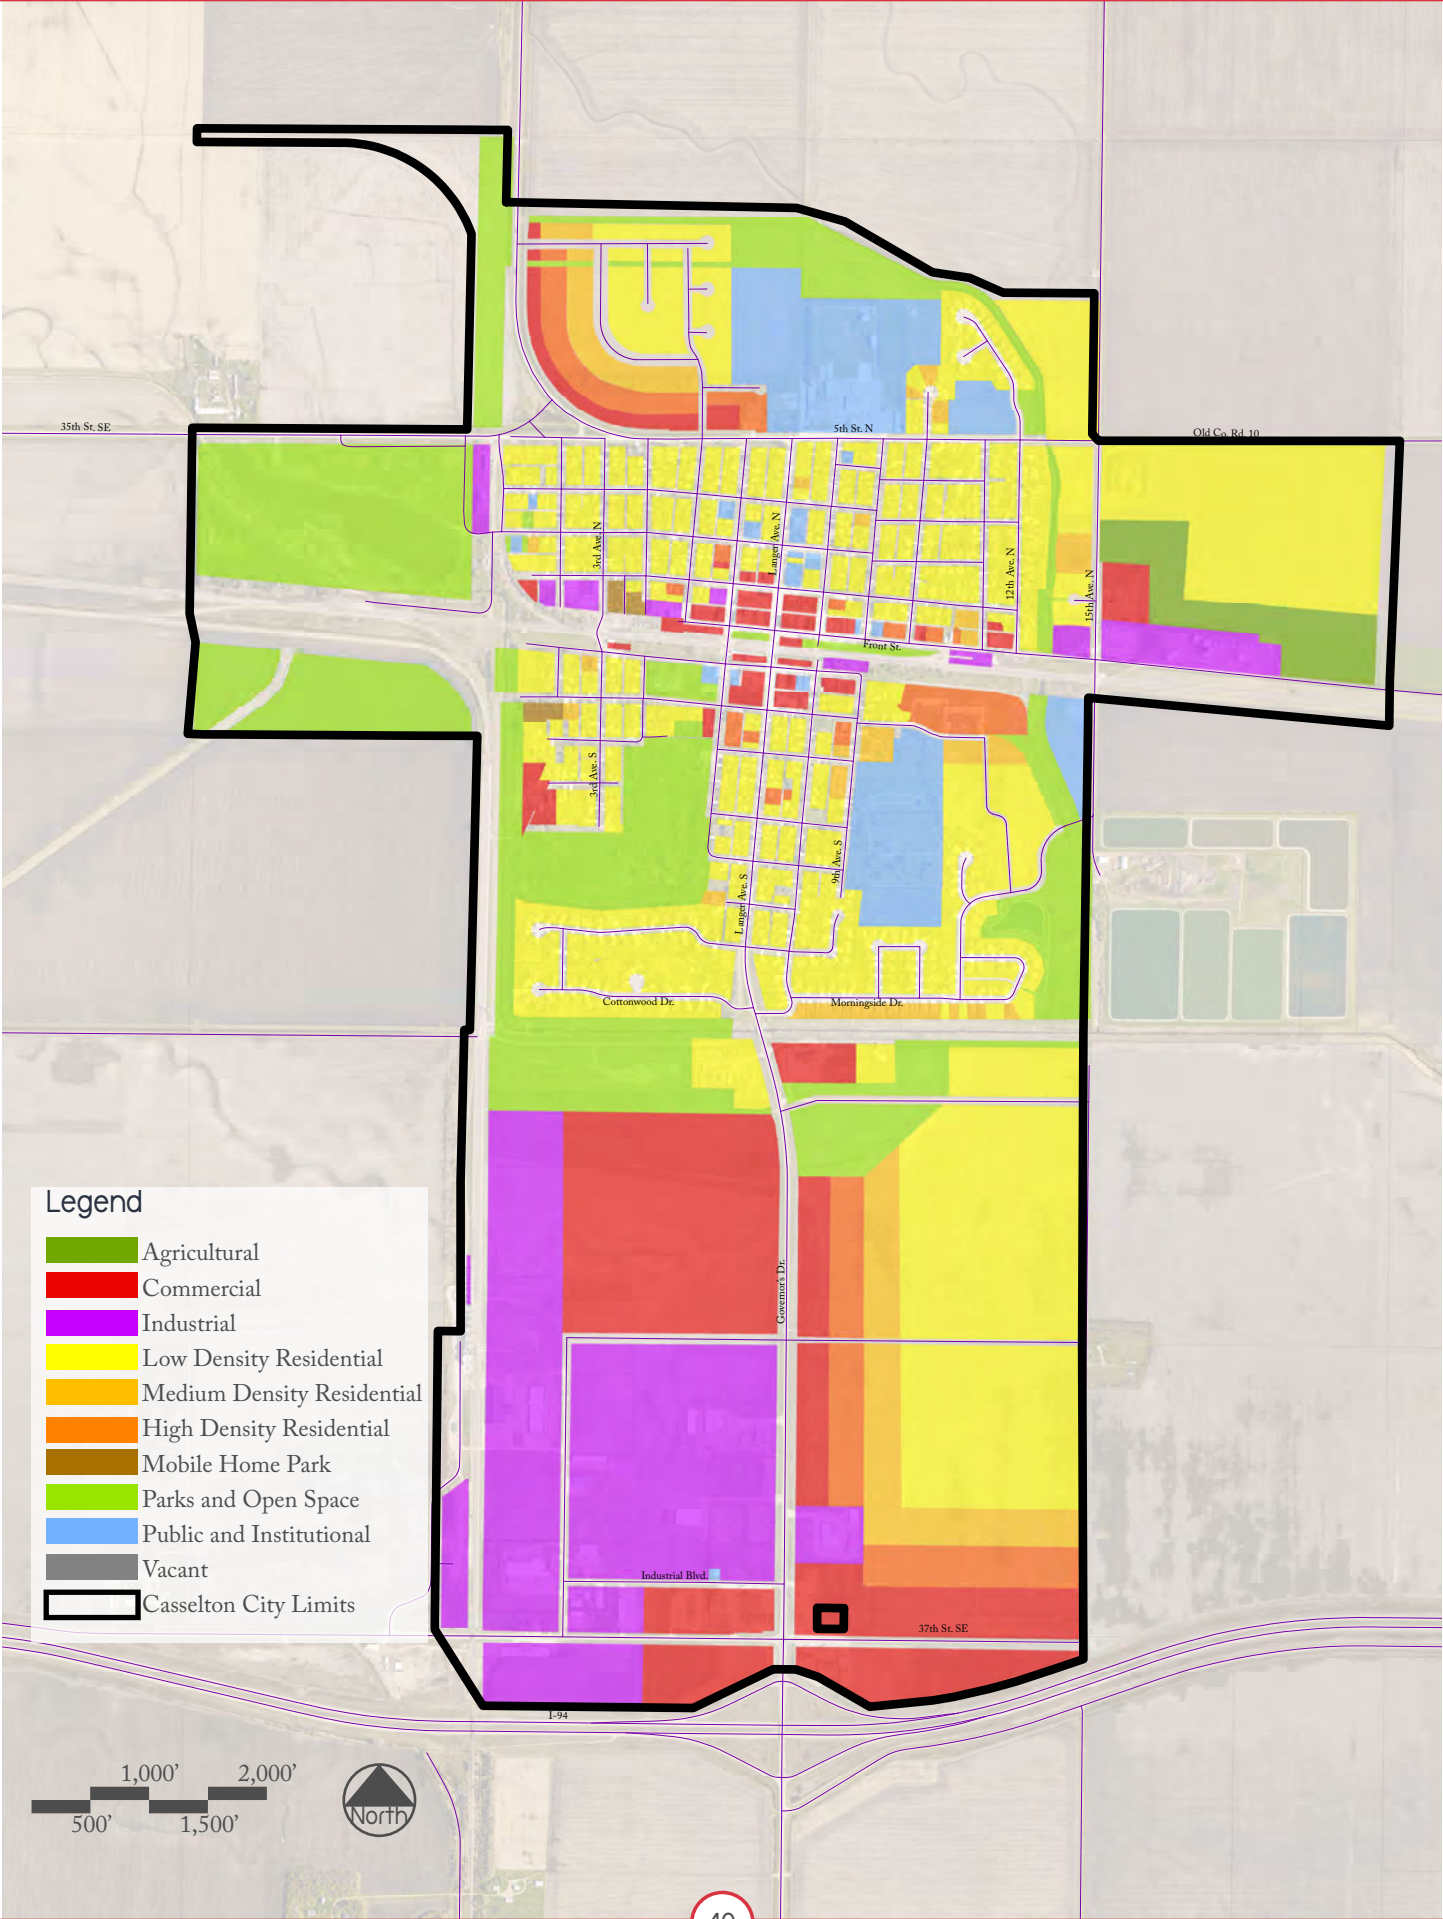 35th St. SE
5th St. N
Old Co. Rd. 10
3rd Ave. N
Langer Ave. N
12th Ave. N
15th Ave. N
Front St.
3rd Ave. S
9th Ave. S
Langer Ave. S
Cottonwood Dr.
Morningside Dr.
Governor's Dr.
Industrial Blvd.
37th St. SE
I-94
Legend
Agricultural
Commercial
Industrial
Low Density Residential
Medium Density Residential
High Density Residential
Mobile Home Park
Parks and Open Space
Public and Institutional
Vacant
Casselton City Limits
1,000' 2,000'
500' 1,500'
North